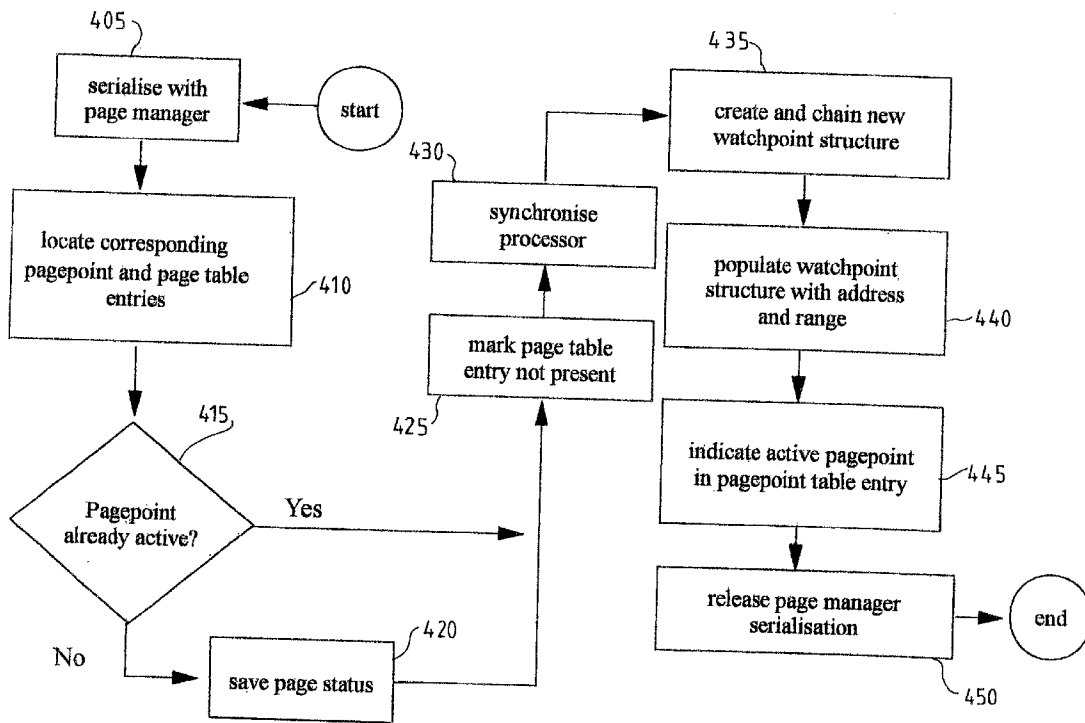 405
serialise with
page manager
start
locate corresponding
pagepoint and page table
entries
410
415
Pagepoint
already active?
Yes
No
420
save page status
mark page table
entry not present
425
430
synchronise
processor
435
create and chain new
watchpoint structure
populate watchpoint
structure with address
and range
440
indicate active pagepoint
in pagepoint table entry
445
release page manager
serialisation
450
end